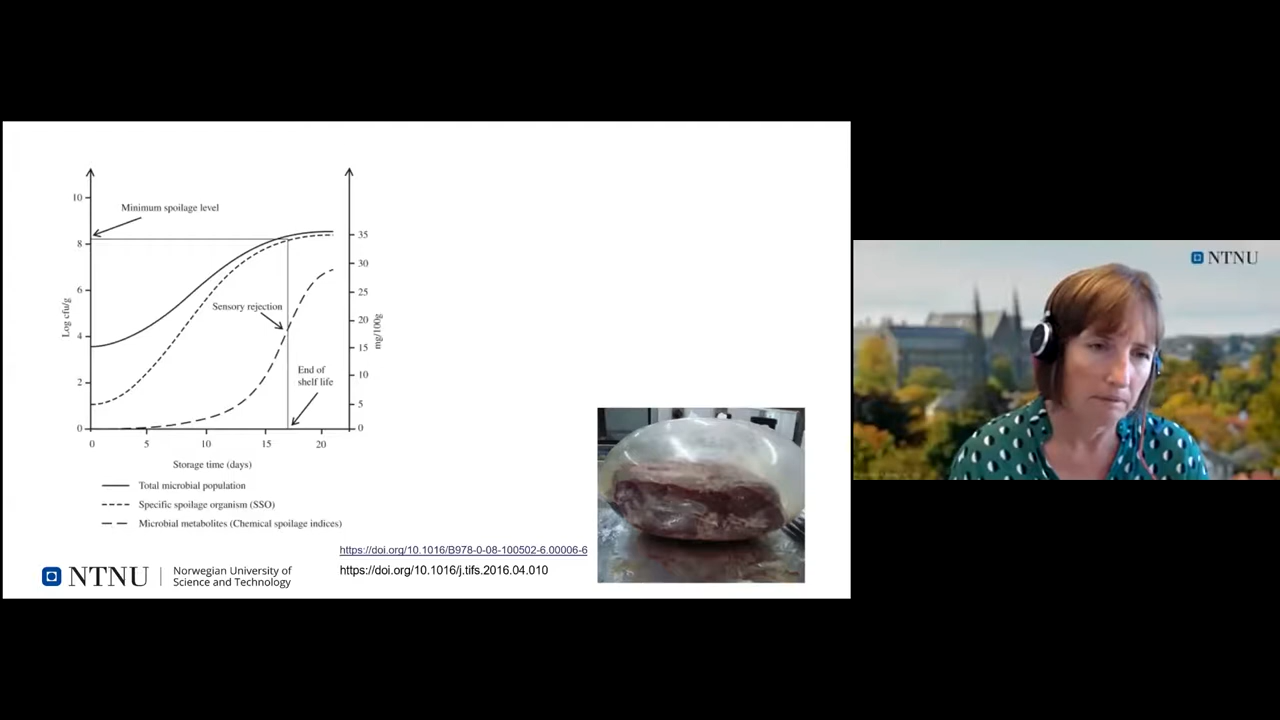 10
8
6
4
2
0
Log cfu/g
Minimum spoilage level
Sensory rejection
End of
shelf life
35
30
25
20
15
10
5
0
mg/100g
0 5 10 15 20
Storage time (days)
Total microbial population
Specific spoilage organism (SSO)
Microbial metabolites (Chemical spoilage indices)
https://doi.org/10.1016/B978-0-08-100502-6.00006-6
https://doi.org/10.1016/j.tifs.2016.04.010
NTNU
Norwegian University of
Science and Technology
NTNU